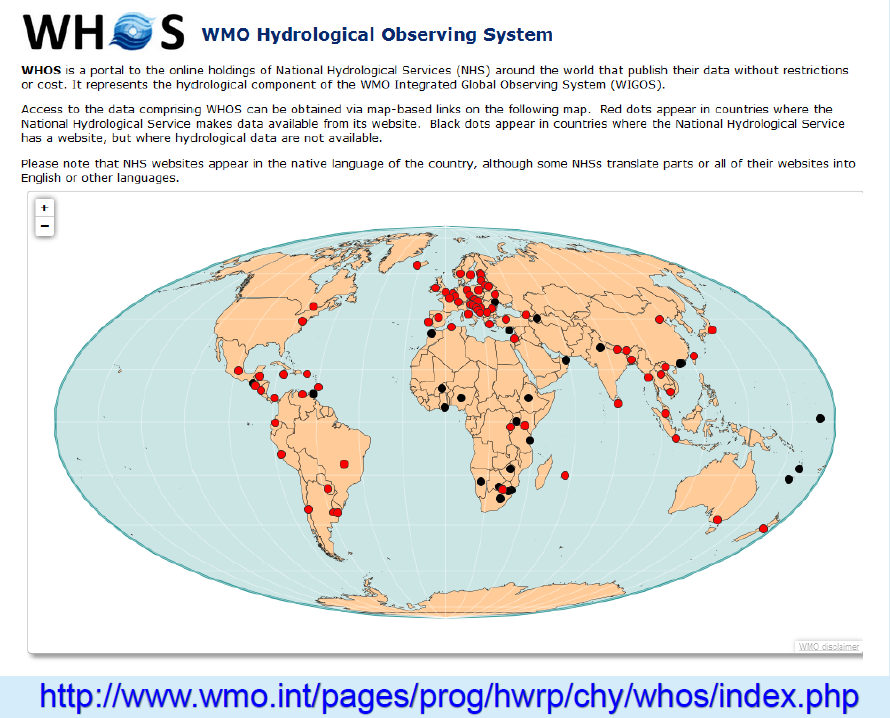 WHOS WMO Hydrological Observing System
WHOS is a portal to the online holdings of National Hydrological Services (NHS) around the world that publish their data without restrictions
or cost. It represents the hydrological component of the WMO Integrated Global Observing System (WIGOS).
Access to the data comprising WHOS can be obtained via map-based links on the following map.  Red dots appear in countries where the
National Hydrological Service makes data available from its website.  Black dots appear in countries where the National Hydrological Service
has a website, but where hydrological data are not available.
Please note that NHS websites appear in the native language of the country, although some NHSs translate parts or all of their websites into
English or other languages.
+
−
WMO disclaimer
http://www.wmo.int/pages/prog/hwrp/chy/whos/index.php